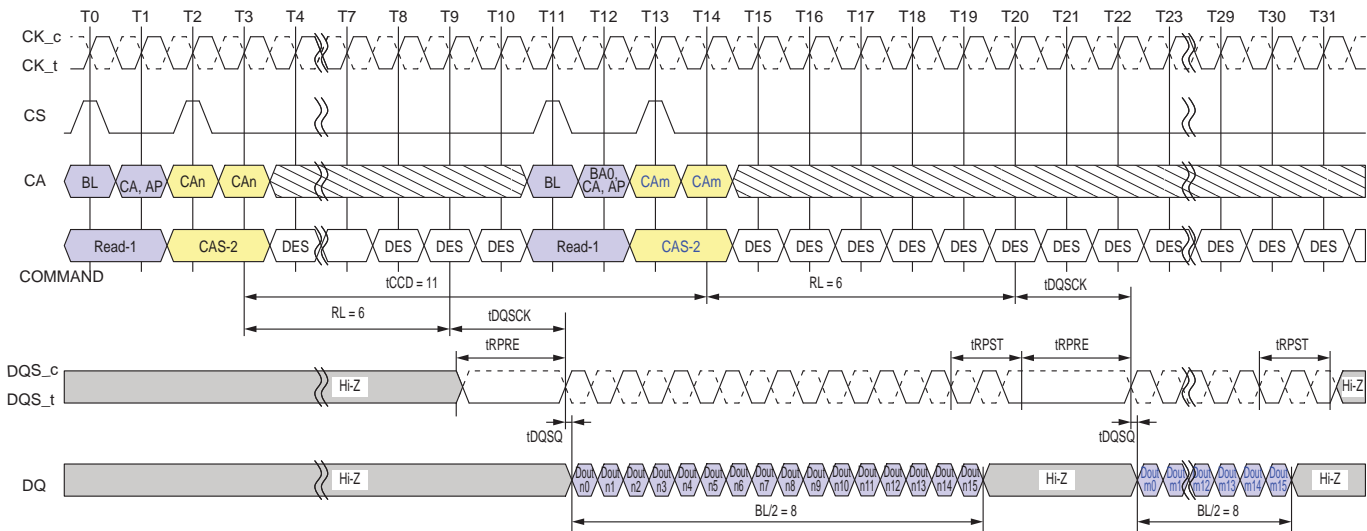 T0 T1 T2 T3 T4 T7 T8 T9 T10 T11 T12 T13 T14 T15 T16 T17 T18 T19 T20 T21 T22 T23 T29 T30 T31
CK_c
CK_t
CS
CA BL CA, AP CAn CAn BL BA0, CA, AP CAm CAm
Read-1 CAS-2 DES DES DES DES Read-1 CAS-2 DES DES DES DES DES DES DES DES DES DES DES DES
COMMAND
tCCD = 11 RL = 6 tDQSCK
RL = 6 tDQSCK
tRPRE tRPST tRPRE tRPST
DQS_c
DQS_t
Hi-Z Hi-Z
tDQSQ tDQSQ
DQ Hi-Z Dout n0 Dout n1 Dout n2 Dout n3 Dout n4 Dout n5 Dout n6 Dout n7 Dout n8 Dout n9 Dout n10 Dout n11 Dout n12 Dout n13 Dout n14 Dout n15 Hi-Z Dout m0 Dout m1 Dout m12 Dout m13 Dout m14 Dout m15 Hi-Z
BL/2 = 8 BL/2 = 8